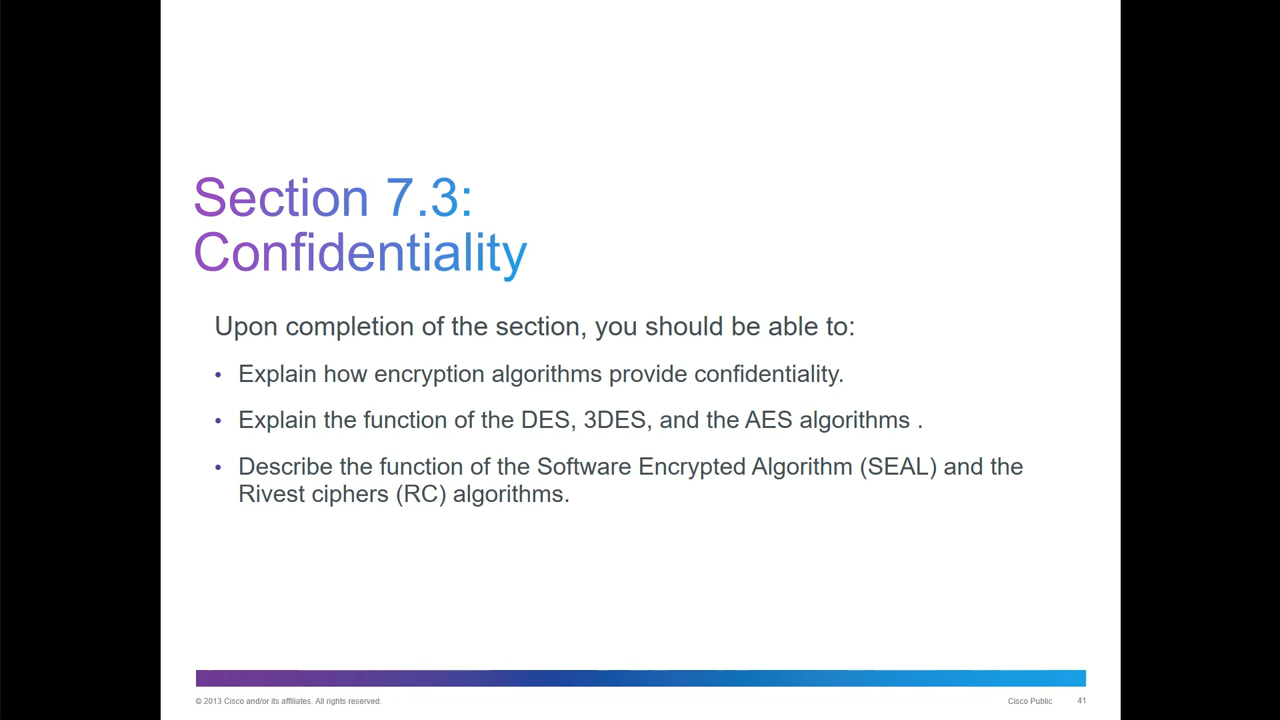 Section 7.3:
Confidentiality
Upon completion of the section, you should be able to:
• Explain how encryption algorithms provide confidentiality.
• Explain the function of the DES, 3DES, and the AES algorithms .
• Describe the function of the Software Encrypted Algorithm (SEAL) and the
Rivest ciphers (RC) algorithms.
© 2013 Cisco and/or its affiliates. All rights reserved.
Cisco Public 41